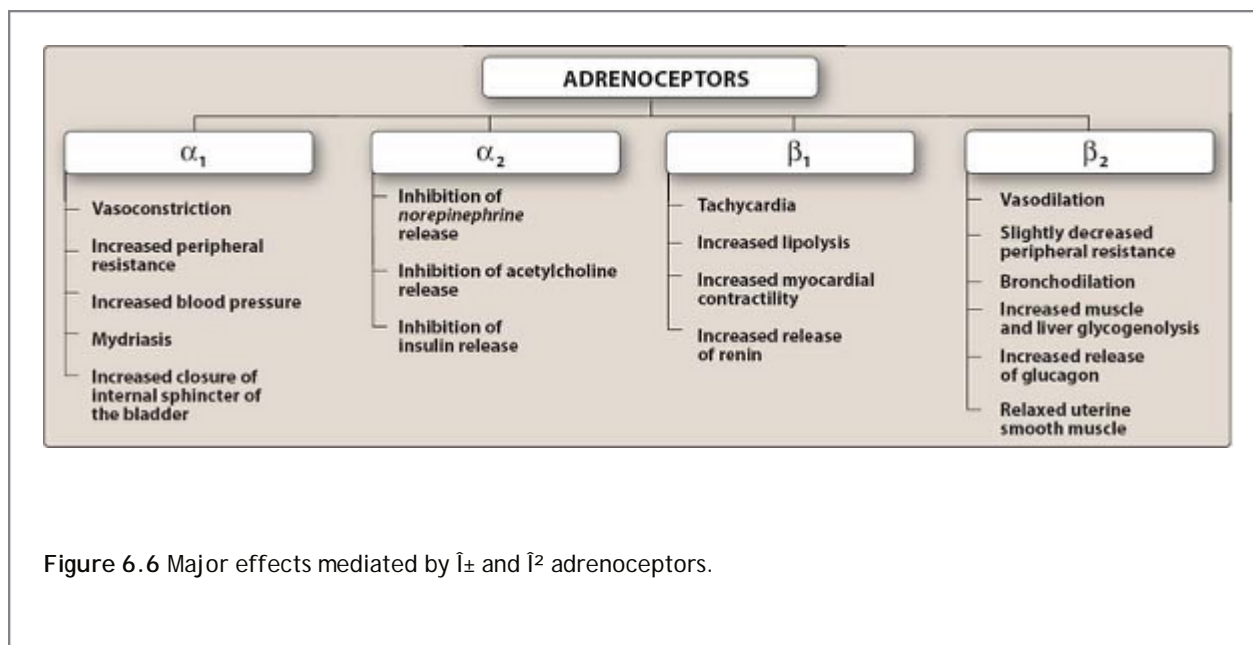 ADRENOCEPTORS
α1
Vasoconstriction
Increased peripheral
resistance
Increased blood pressure
Mydriasis
Increased closure of
internal sphincter of
the bladder
α2
Inhibition of
norepinephrine
release
Inhibition of acetylcholine
release
Inhibition of
insulin release
β1
Tachycardia
Increased lipolysis
Increased myocardial
contractility
Increased release
of renin
β2
Vasodilation
Slightly decreased
peripheral resistance
Bronchodilation
Increased muscle
and liver glycogenolysis
Increased release
of glucagon
Relaxed uterine
smooth muscle
Figure 6.6 Major effects mediated by Î± and Î² adrenoceptors.